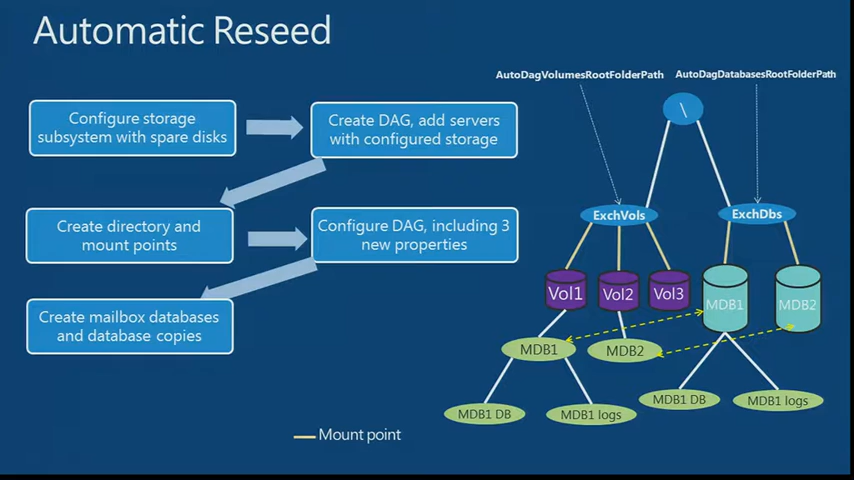 Automatic Reseed
Configure storage
subsystem with spare disks
Create DAG, add servers
with configured storage
Create directory and
mount points
Configure DAG, including 3
new properties
Create mailbox databases
and database copies
Mount point
AutoDagVolumesRootFolderPath
AutoDagDatabasesRootFolderPath
\
ExchVols
ExchDbs
Vol1
Vol2
Vol3
MDB1
MDB2
MDB1
MDB2
MDB1 DB
MDB1 logs
MDB1 DB
MDB1 logs